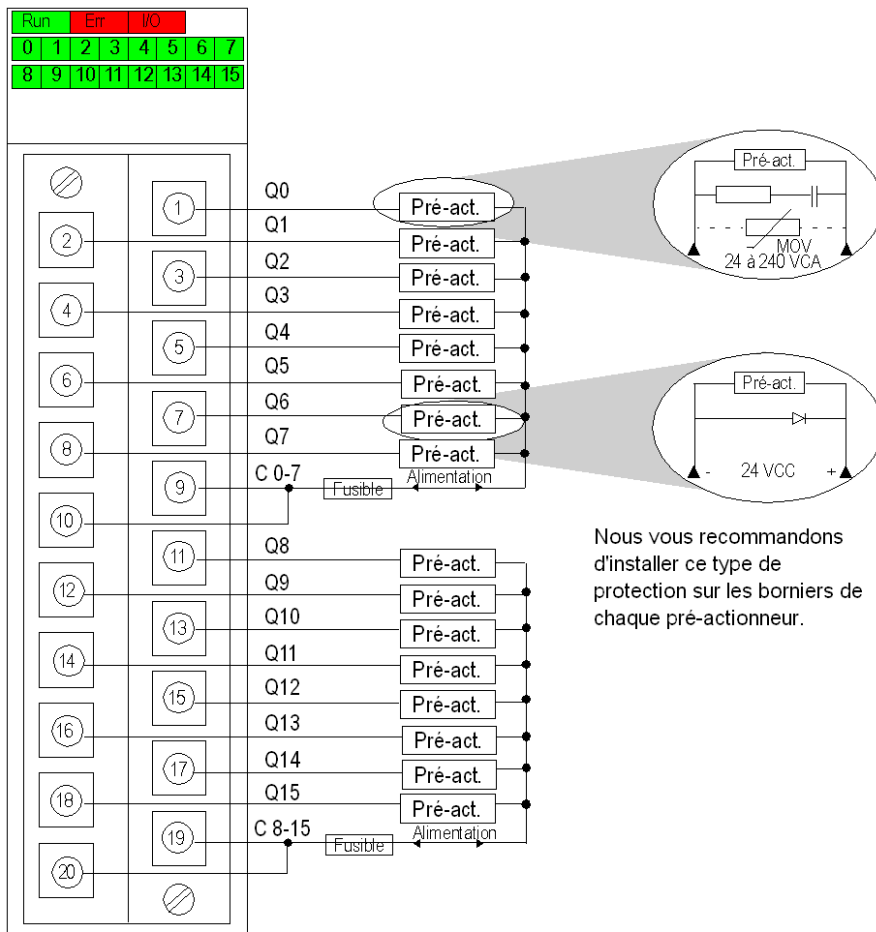 Run Err I/O
0 1 2 3 4 5 6 7
8 9 10 11 12 13 14 15
1
2
3
4
5
6
7
8
9
10
11
12
13
14
15
16
17
18
19
20
Q0 Pré-act.
Q1 Pré-act.
Q2 Pré-act.
Q3 Pré-act.
Q4 Pré-act.
Q5 Pré-act.
Q6 Pré-act.
Q7 Pré-act.
C 0-7 Fusible Alimentation
Q8 Pré-act.
Q9 Pré-act.
Q10 Pré-act.
Q11 Pré-act.
Q12 Pré-act.
Q13 Pré-act.
Q14 Pré-act.
Q15 Pré-act.
C 8-15 Fusible Alimentation
Pré-act.
MOV
24 à 240 VCA
Pré-act.
- 24 VCC +
Nous vous recommandons
d'installer ce type de
protection sur les borniers de
chaque pré-actionneur.